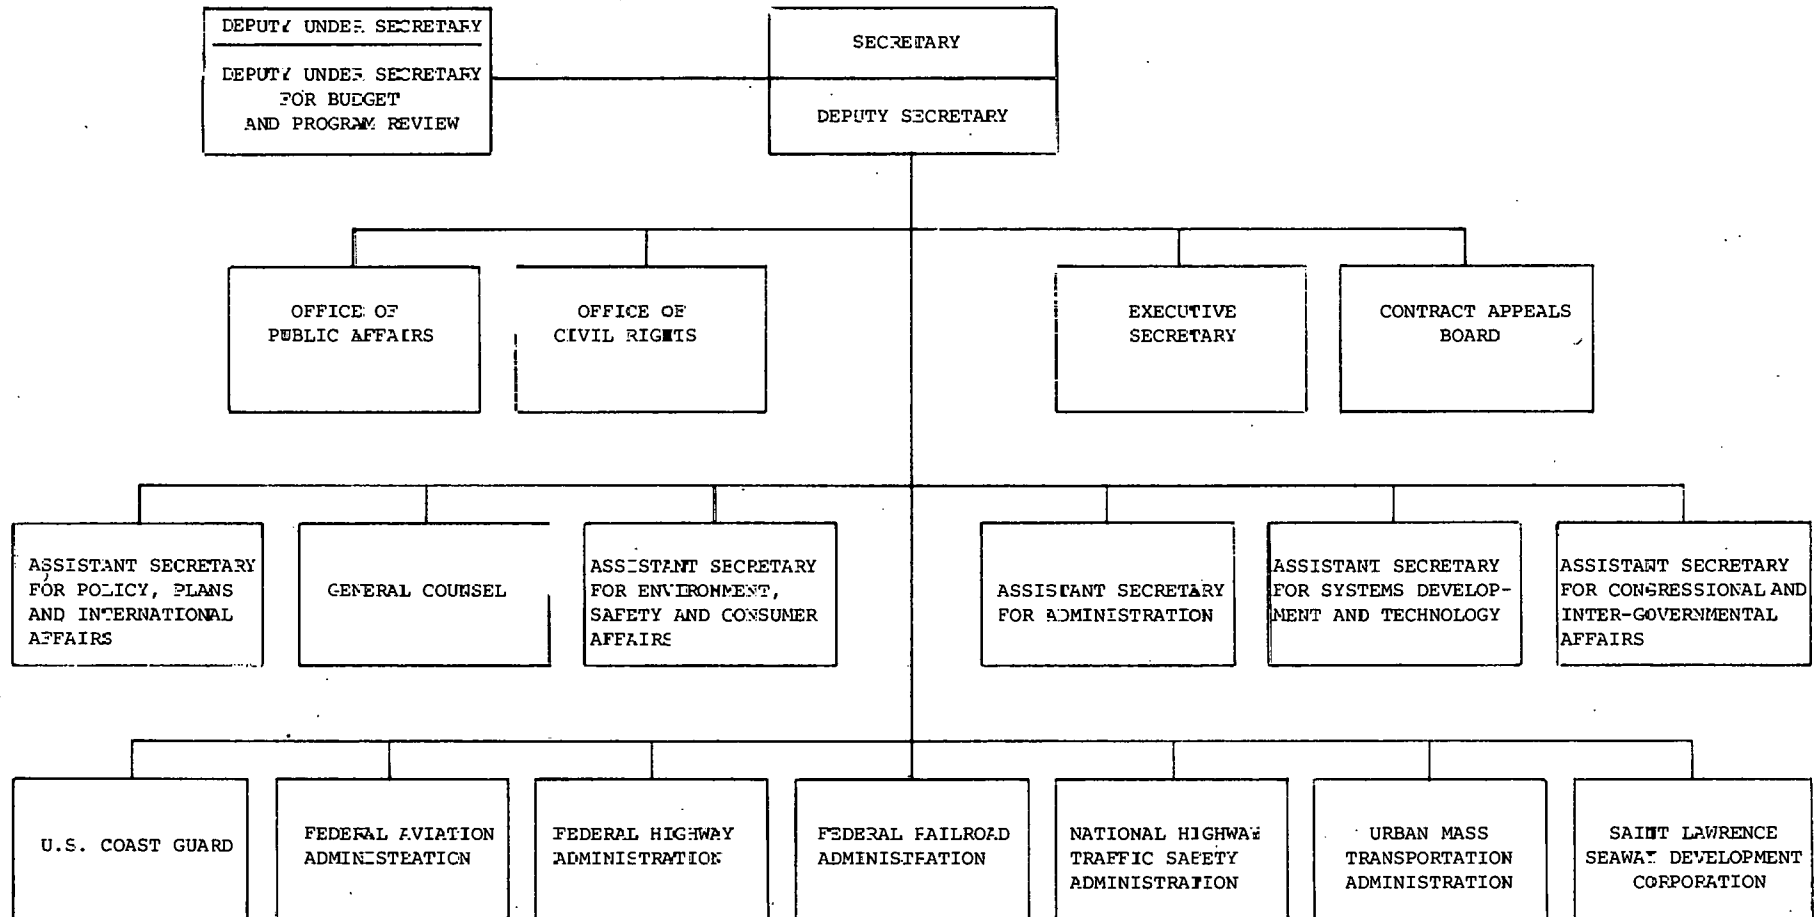 DEPUTY UNDER SECRETARY
DEPUTY UNDER SECRETARY
FOR BUDGET
AND PROGRAM REVIEW
SECRETARY
DEPUTY SECRETARY
OFFICE OF
PUBLIC AFFAIRS
OFFICE OF
CIVIL RIGHTS
EXECUTIVE
SECRETARY
CONTRACT APPEALS
BOARD
ASSISTANT SECRETARY
FOR POLICY, PLANS
AND INTERNATIONAL
AFFAIRS
GENERAL COUNSEL
ASSISTANT SECRETARY
FOR ENVIRONMENT,
SAFETY AND CONSUMER
AFFAIRS
ASSISTANT SECRETARY
FOR ADMINISTRATION
ASSISTANT SECRETARY
FOR SYSTEMS DEVELOP-
MENT AND TECHNOLOGY
ASSISTANT SECRETARY
FOR CONGRESSIONAL AND
INTER-GOVERNMENTAL
AFFAIRS
U.S. COAST GUARD
FEDERAL AVIATION
ADMINISTRATION
FEDERAL HIGHWAY
ADMINISTRATION
FEDERAL RAILROAD
ADMINISTRATION
NATIONAL HIGHWAY
TRAFFIC SAFETY
ADMINISTRATION
URBAN MASS
TRANSPORTATION
ADMINISTRATION
SAINT LAWRENCE
SEAWAY DEVELOPMENT
CORPORATION